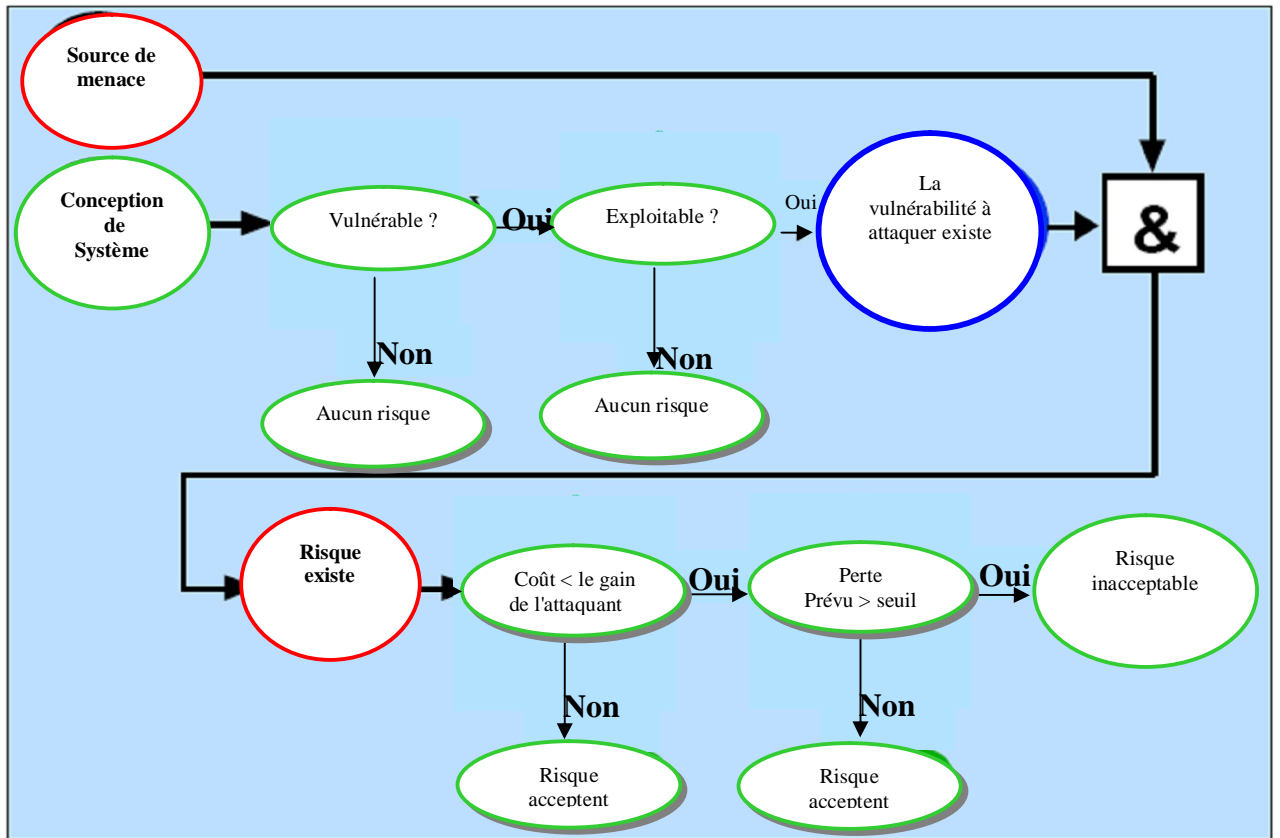 Source de
menace
Conception
de
Système
Vulnérable ?
Oui
Exploitable ?
Oui
La
vulnérabilité à
attaquer existe
&
Non
Aucun risque
Non
Aucun risque
Risque
existe
Coût < le gain
de l'attaquant
Oui
Perte
Prévu > seuil
Oui
Risque
inacceptable
Non
Risque
acceptent
Non
Risque
acceptent